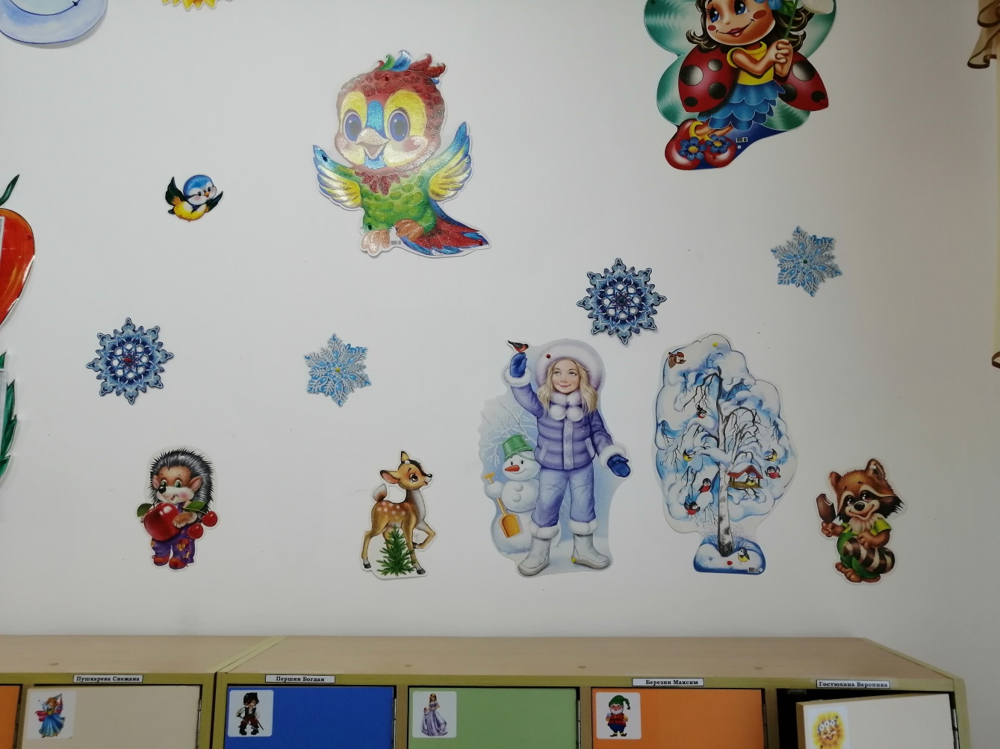 Пушкарева Снежана
Першин Богдан
Березин Максим
Гостюхина Вероника